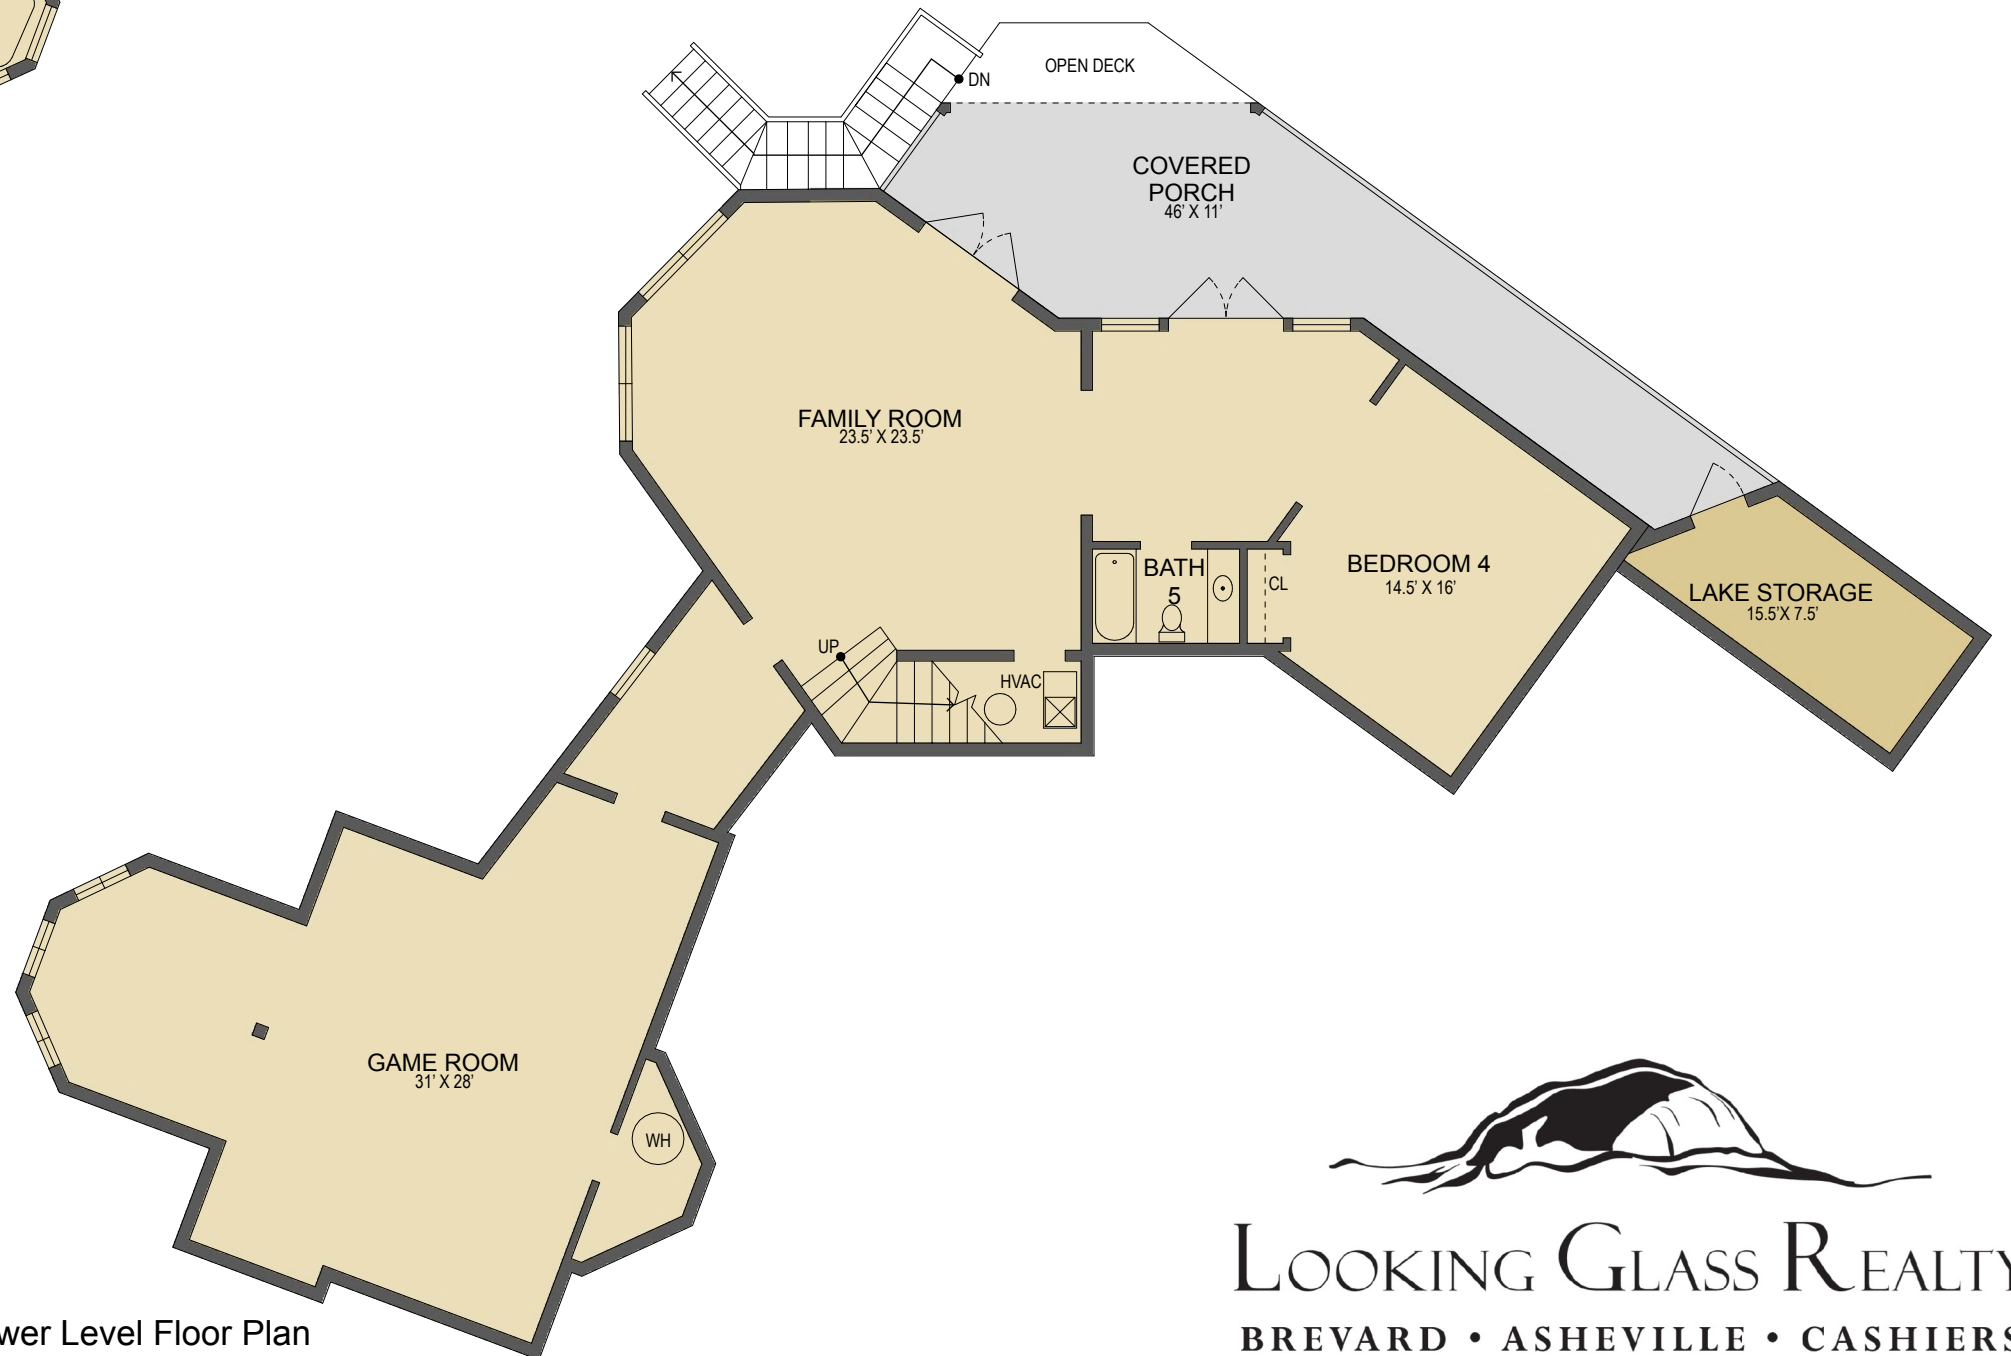 OPEN DECK
DN
COVERED
PORCH
46' X 11'
FAMILY ROOM
23.5' X 23.5'
BATH
5
CL
BEDROOM 4
14.5' X 16'
LAKE STORAGE
15.5'X 7.5'
UP
HVAC
GAME ROOM
31' X 28'
WH
wer Level Floor Plan
LOOKING GLASS REALTY
BREVARD • ASHEVILLE • CASHIERS